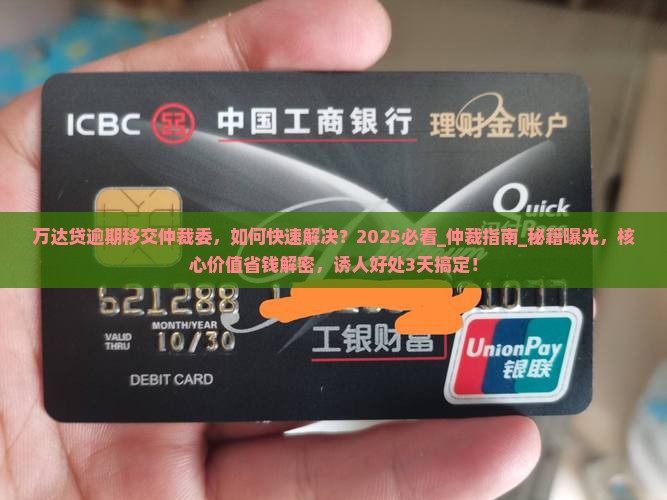 ICBC 中国工商银行 理财金账户
Quick
万达贷逾期移交仲裁委，如何快速解决？2025必看_仲裁指南_秘籍曝光，核
心价值省钱解密，诱人好处3天搞定！
621288
MONTH/YEAR
VALID
THRU
10/30
工银财富
UnionPay
银联
DEBIT CARD